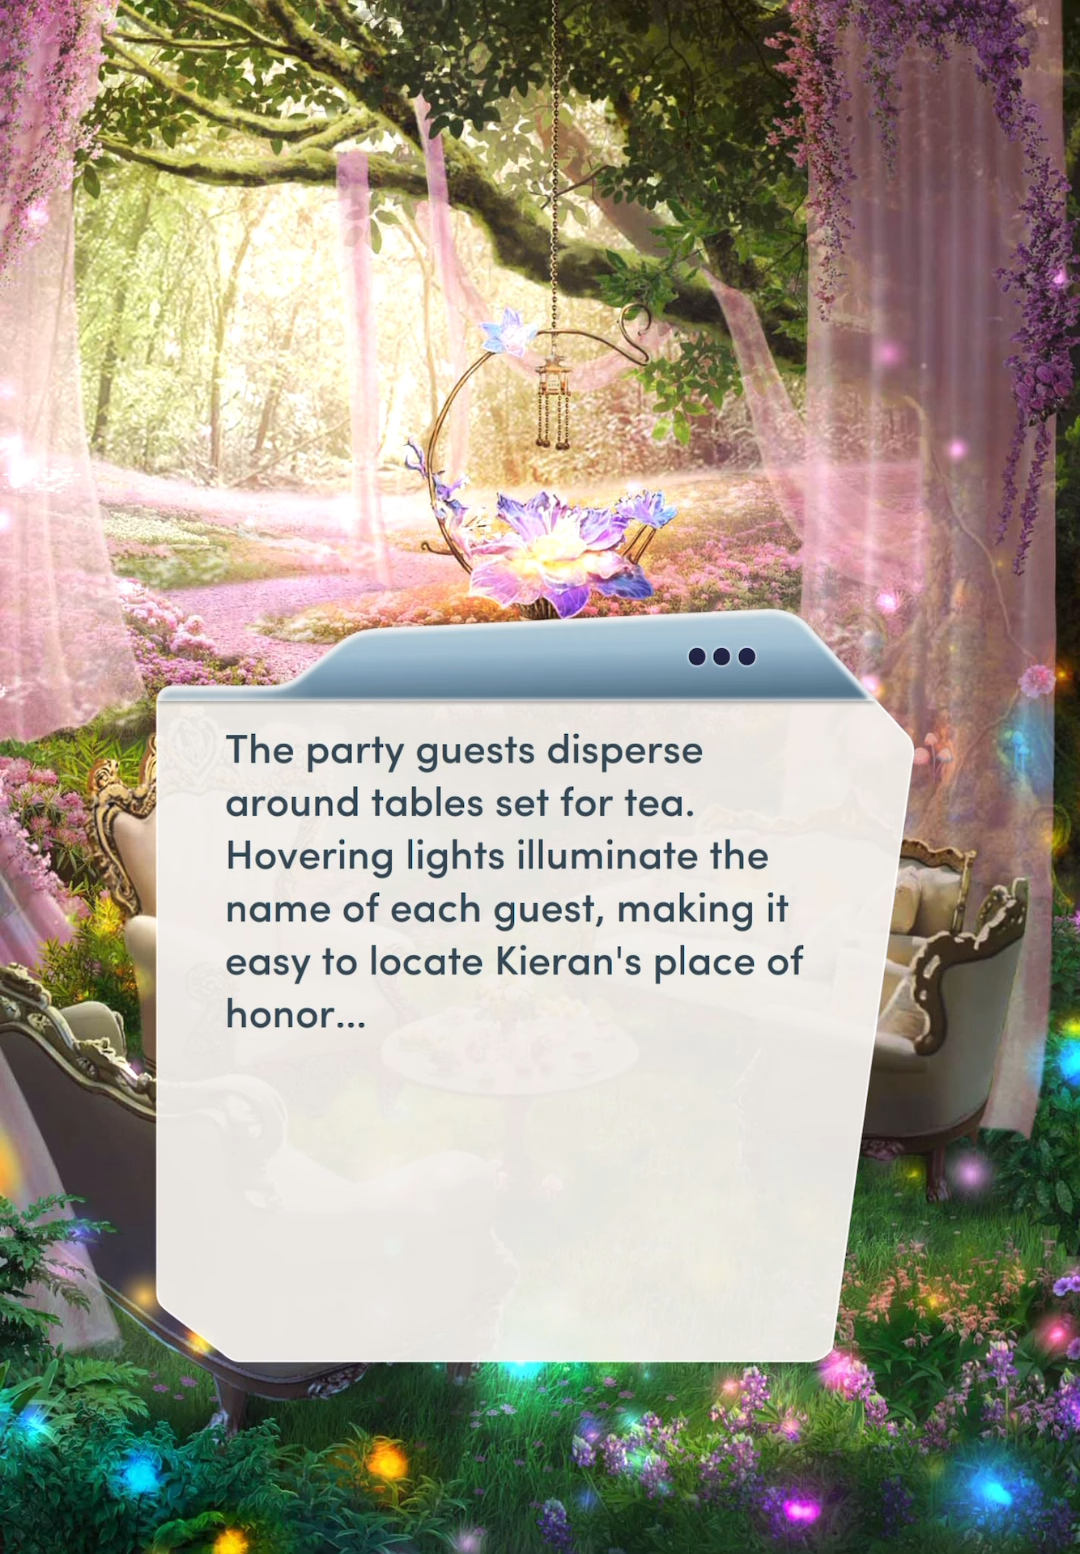 The party guests disperse
around tables set for tea.
Hovering lights illuminate the
name of each guest, making it
easy to locate Kieran's place of
honor...